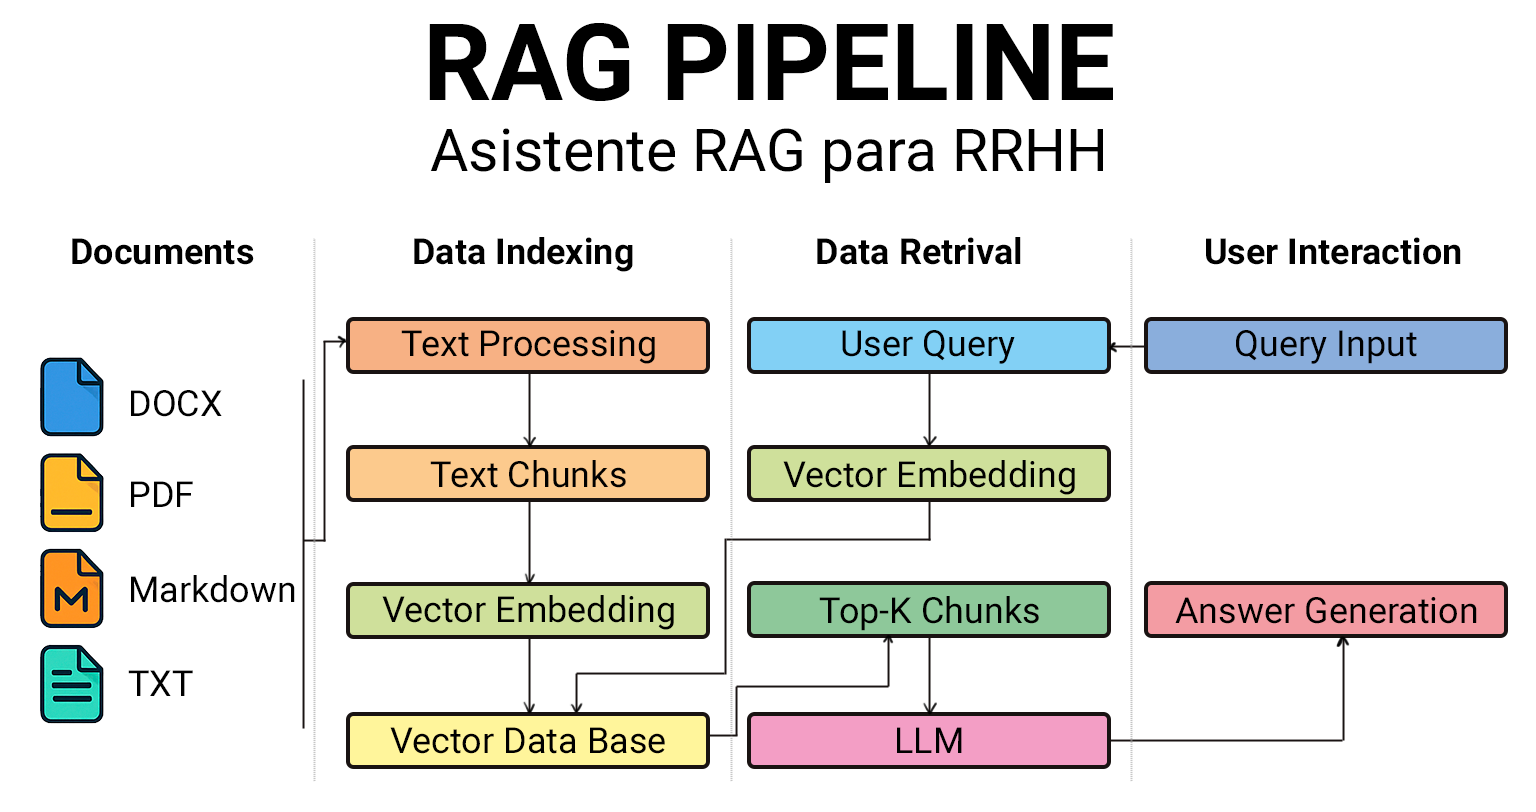 RAG PIPELINE
Asistente RAG para RRHH
Documents
DOCX
PDF
Markdown
TXT
Data Indexing
Text Processing
Text Chunks
Vector Embedding
Vector Data Base
Data Retrival
User Query
Vector Embedding
Top-K Chunks
LLM
User Interaction
Query Input
Answer Generation